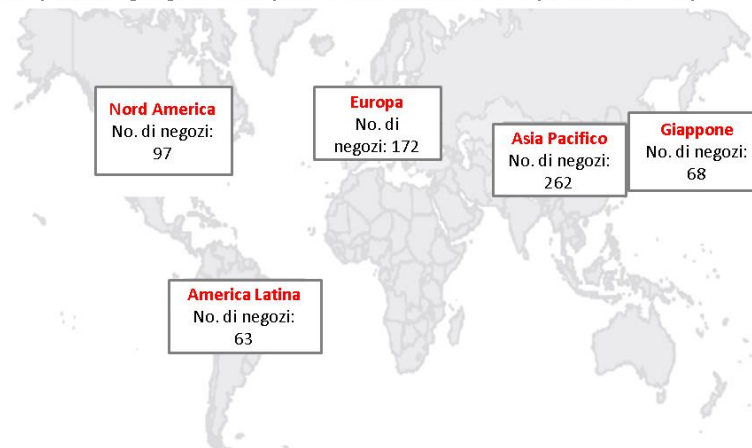 Nord America
No. di negozi:
97
Europa
No. di
negozi: 172
Asia Pacifico
No. di negozi:
262
Giappone
No. di negozi:
68
America Latina
No. di negozi:
63